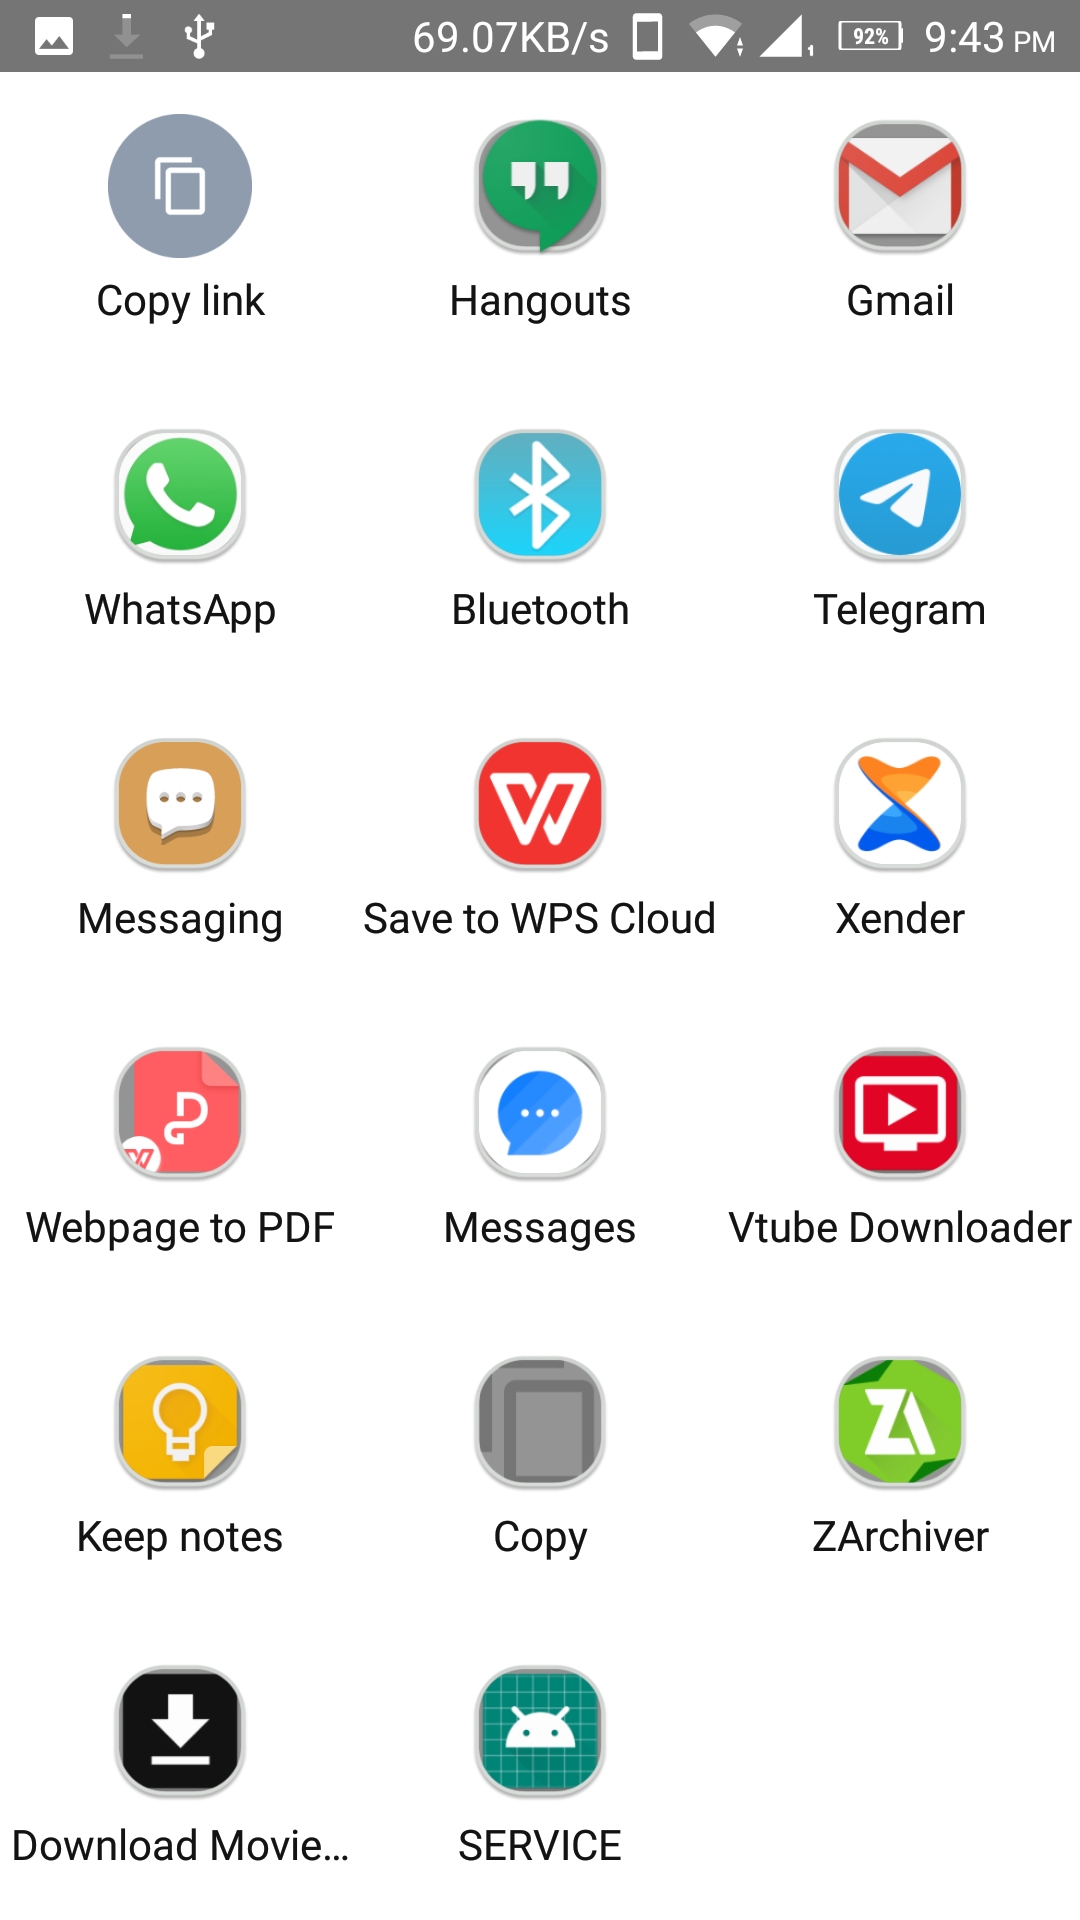 69.07KB/s 92% 9:43 PM
Copy link Hangouts Gmail
WhatsApp Bluetooth Telegram
Messaging Save to WPS Cloud Xender
Webpage to PDF Messages Vtube Downloader
Keep notes Copy ZArchiver
Download Movie... SERVICE